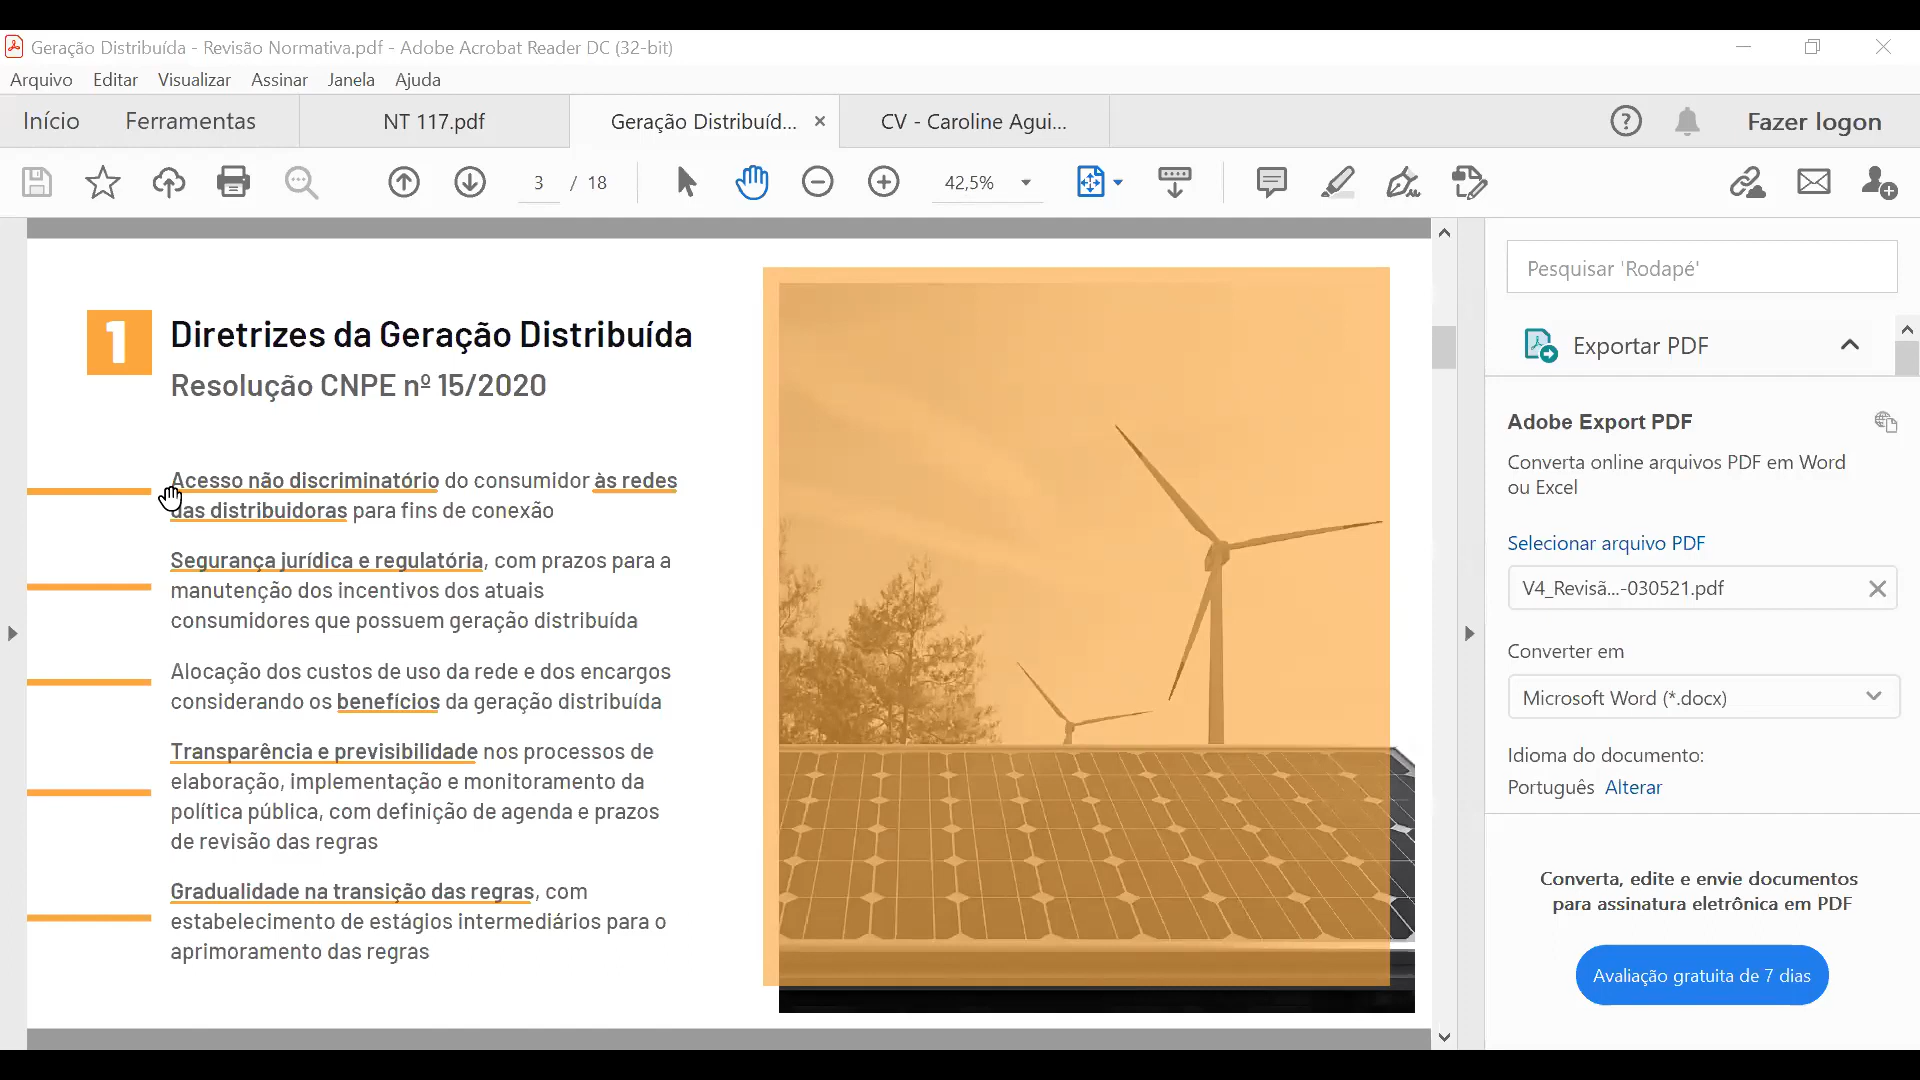 Geração Distribuída - Revisão Normativa.pdf - Adobe Acrobat Reader DC (32-bit)
Arquivo Editar Visualizar Assinar Janela Ajuda
Início Ferramentas NT 117.pdf Geração Distribuíd... × CV - Caroline Agui... ? Fazer logon
3 / 18 42,5%
1 Diretrizes da Geração Distribuída
Resolução CNPE nº 15/2020
Acesso não discriminatório do consumidor às redes
das distribuidoras para fins de conexão
Segurança jurídica e regulatória, com prazos para a
manutenção dos incentivos dos atuais
consumidores que possuem geração distribuída
Alocação dos custos de uso da rede e dos encargos
considerando os benefícios da geração distribuída
Transparência e previsibilidade nos processos de
elaboração, implementação e monitoramento da
política pública, com definição de agenda e prazos
de revisão das regras
Gradualidade na transição das regras, com
estabelecimento de estágios intermediários para o
aprimoramento das regras
Pesquisar 'Rodapé'
Exportar PDF
Adobe Export PDF
Converta online arquivos PDF em Word
ou Excel
Selecionar arquivo PDF
V4_Revisã...-030521.pdf
Converter em
Microsoft Word (*.docx)
Idioma do documento:
Português Alterar
Converta, edite e envie documentos
para assinatura eletrônica em PDF
Avaliação gratuita de 7 dias